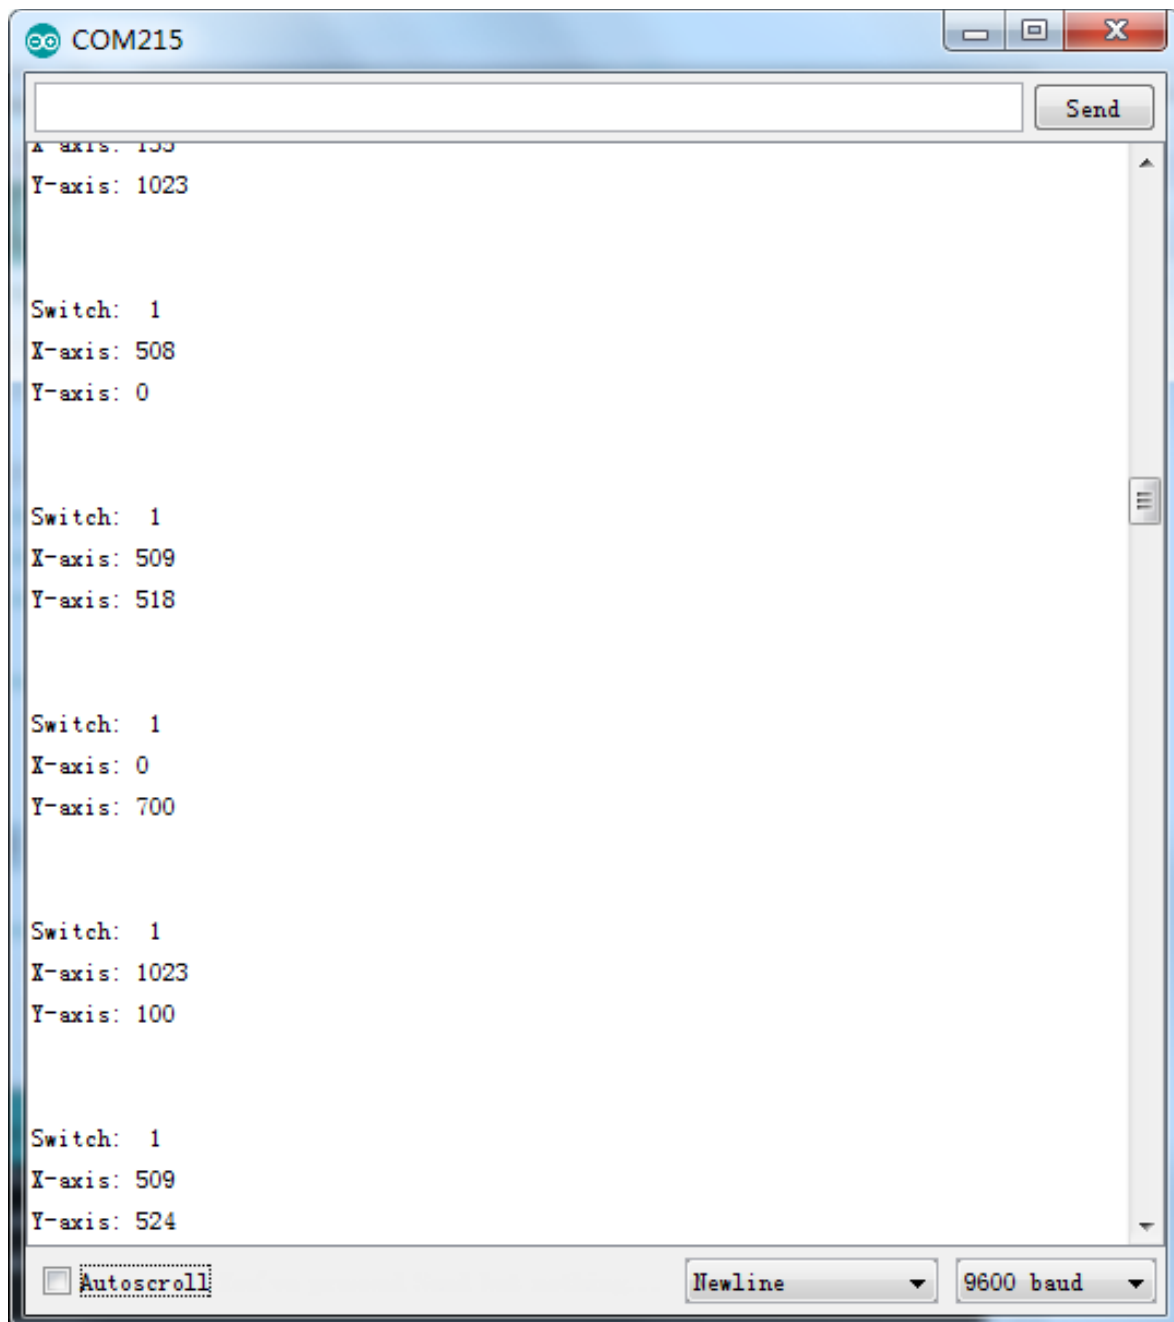 COM215
Send
X-axis: 155
Y-axis: 1023
Switch:  1
X-axis: 508
Y-axis: 0
Switch:  1
X-axis: 509
Y-axis: 518
Switch:  1
X-axis: 0
Y-axis: 700
Switch:  1
X-axis: 1023
Y-axis: 100
Switch:  1
X-axis: 509
Y-axis: 524
Autoscroll
Newline
9600 baud